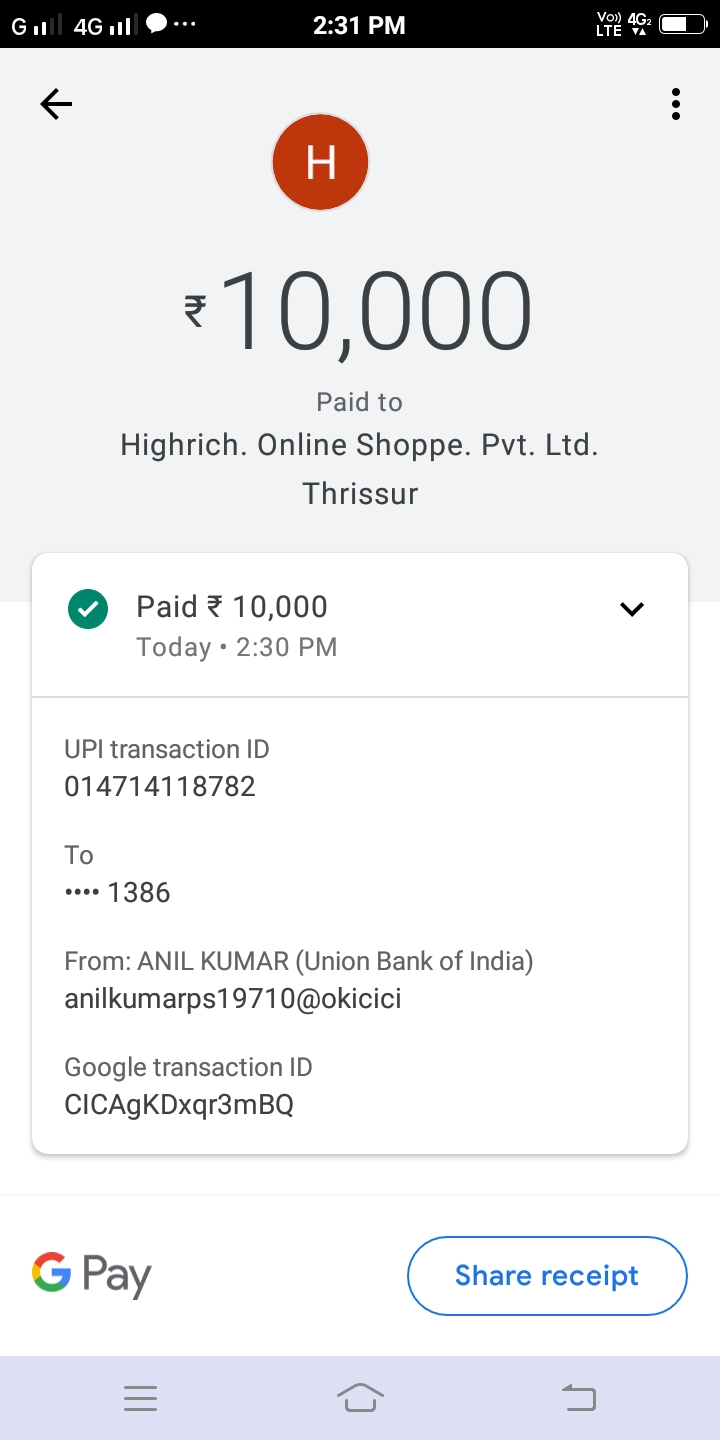 G 4G 2:31 PM Vo)) LTE 4G2
H
₹10,000
Paid to
Highrich. Online Shoppe. Pvt. Ltd.
Thrissur
Paid ₹ 10,000
Today • 2:30 PM
UPI transaction ID
014714118782
To
•••• 1386
From: ANIL KUMAR (Union Bank of India)
anilkumarps19710@okicici
Google transaction ID
CICAgKDxqr3mBQ
G Pay
Share receipt